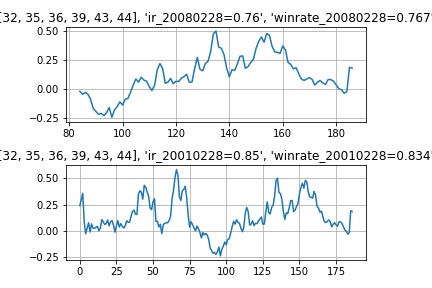 [32, 35, 36, 39, 43, 44], 'ir_20080228=0.76', 'winrate_20080228=0.767'
0.50
0.25
0.00
−0.25
80 100 120 140 160 180
[32, 35, 36, 39, 43, 44], 'ir_20010228=0.85', 'winrate_20010228=0.834'
0.50
0.25
0.00
−0.25
0 25 50 75 100 125 150 175